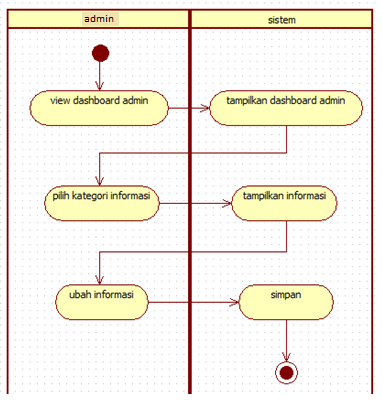 admin
sistem
view dashboard admin
tampilkan dashboard admin
pilih kategori informasi
tampilkan informasi
ubah informasi
simpan